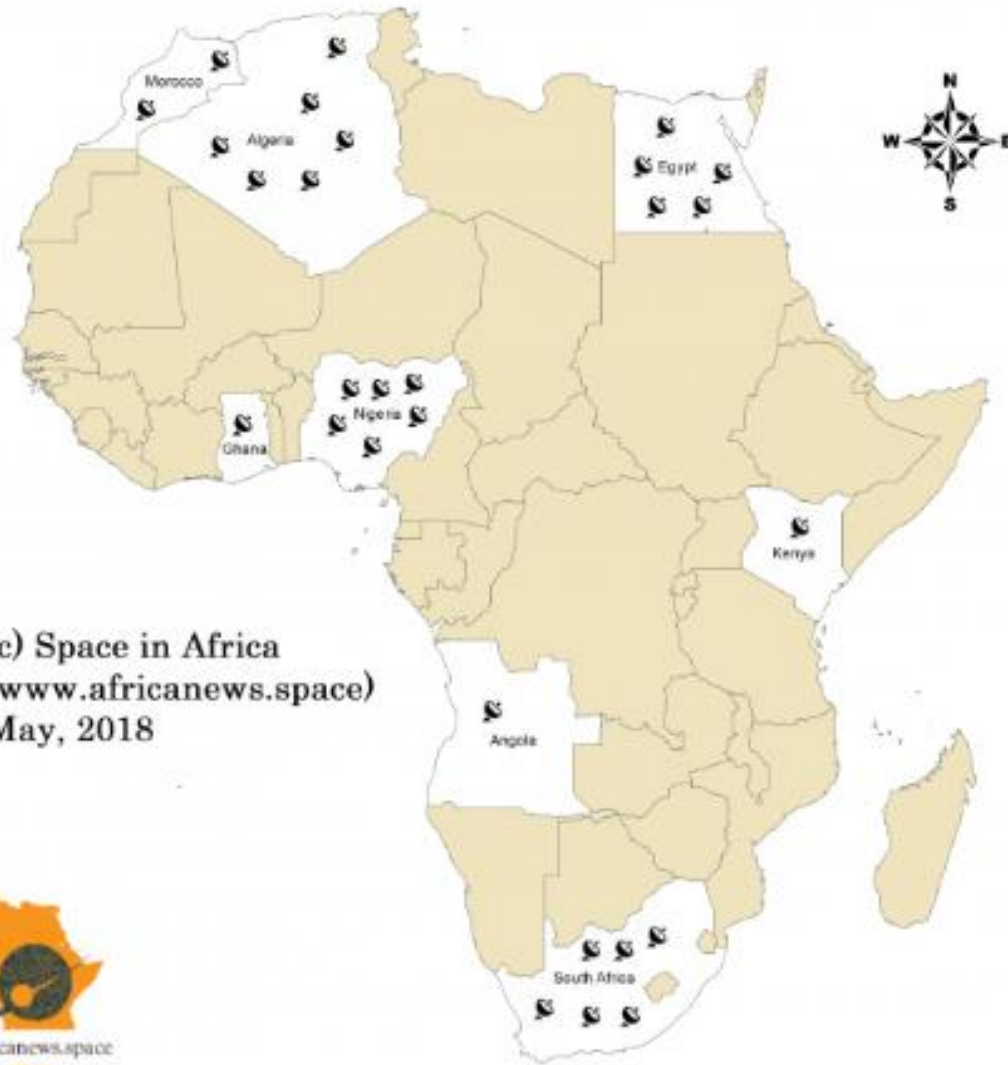 N
W E
S
Morocco
Algeria
Egypt
Nigeria
Ghana
Kenya
c) Space in Africa
www.africanews.space)
May, 2018
Angola
South Africa
canews.space